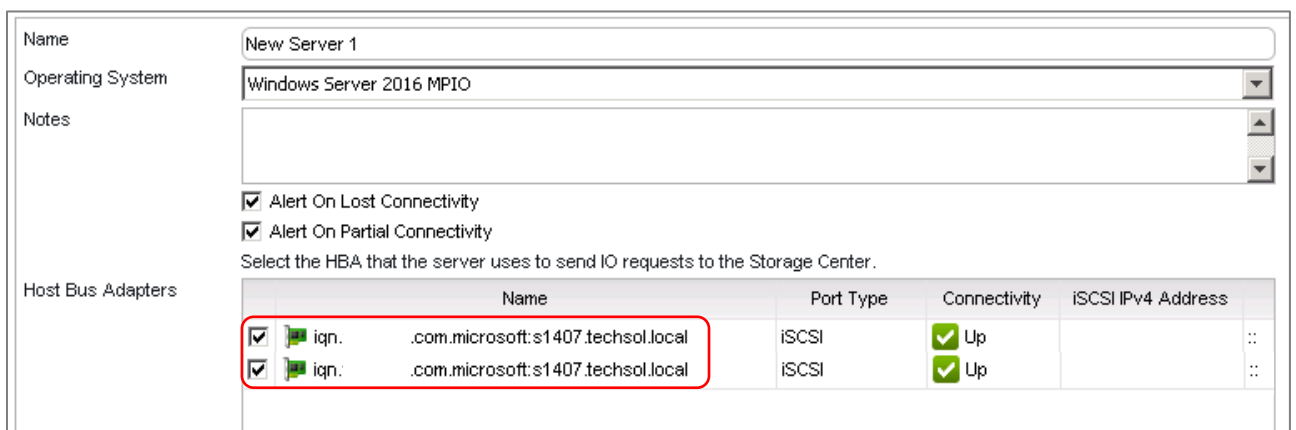 Name New Server 1
Operating System Windows Server 2016 MPIO
Notes
Alert On Lost Connectivity
Alert On Partial Connectivity
Select the HBA that the server uses to send IO requests to the Storage Center.
Host Bus Adapters
Name Port Type Connectivity iSCSI IPv4 Address
iqn. .com.microsoft:s1407.techsol.local iSCSI Up ::
iqn. .com.microsoft:s1407.techsol.local iSCSI Up ::